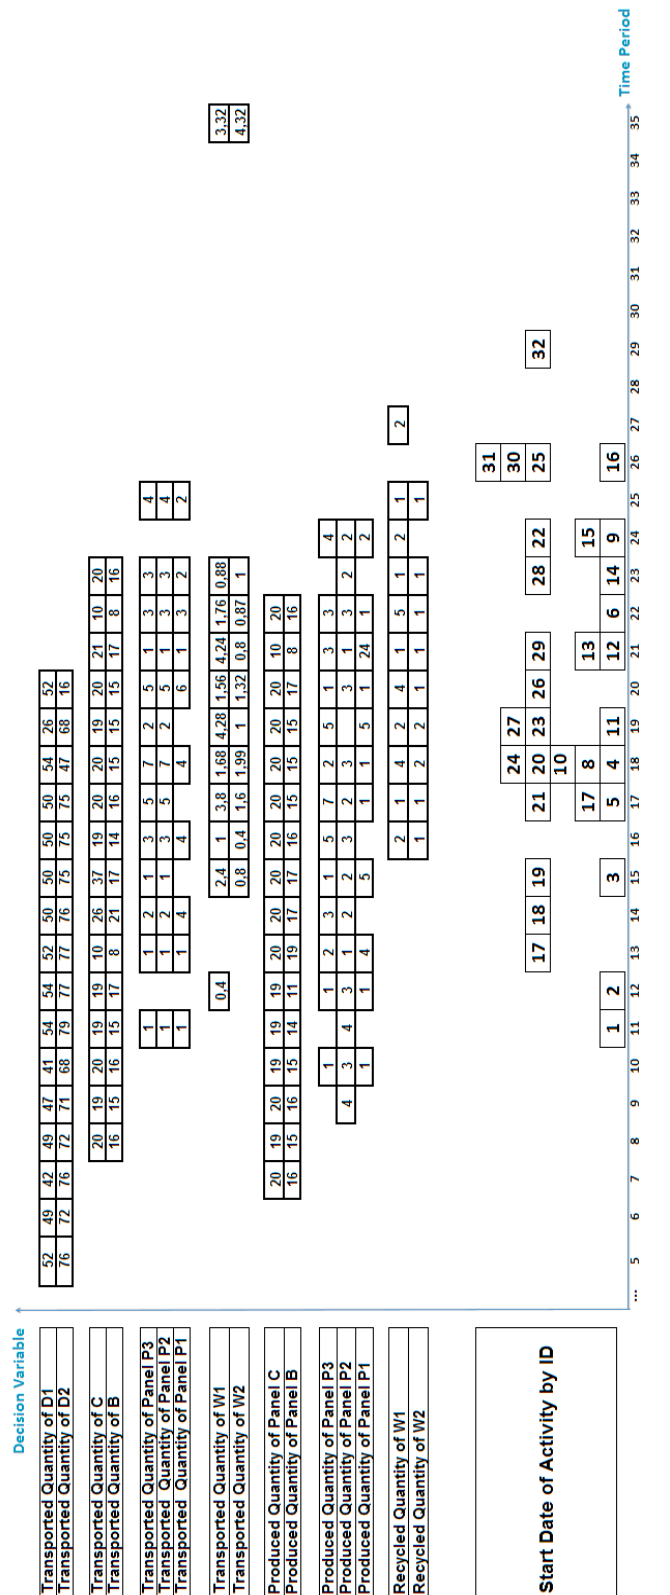 Decision Variable
Transported Quantity of D1 52 49 42 49 47 41 54 54 52 50 50 50 50 54 26 52
Transported Quantity of D2 76 72 76 72 71 68 79 77 77 76 75 75 75 47 68 16
Transported Quantity of C 20 19 20 19 19 10 26 37 19 20 20 19 20 21 10 20
Transported Quantity of B 16 15 16 15 17 8 21 17 14 16 15 15 15 17 8 16
Transported Quantity of Panel P3 1 1 2 1 3 5 7 2 5 1 3 3 4
Transported Quantity of Panel P2 1 1 2 1 3 5 7 2 5 1 3 3 4
Transported Quantity of Panel P1 1 1 4 4 4 6 1 3 2 2
Transported Quantity of W1 0,4 2,4 1 3,8 1,68 4,28 1,56 4,24 1,76 0,88 3,32
Transported Quantity of W2 0,8 0,4 1,6 1,99 1 1,32 0,8 0,87 1 4,32
Produced Quantity of Panel C 20 19 20 19 19 19 20 20 20 20 20 20 20 20 10 20
Produced Quantity of Panel B 16 15 16 15 14 11 19 17 17 16 15 15 15 17 8 16
Produced Quantity of Panel P3 1 1 2 3 1 5 7 2 5 1 3 3 4
Produced Quantity of Panel P2 4 3 4 3 1 2 2 3 2 3 3 1 3 2 2
Produced Quantity of Panel P1 1 1 4 5 1 1 5 1 24 1 2
Recycled Quantity of W1 2 1 4 2 4 1 5 1 2 1 2
Recycled Quantity of W2 1 1 2 2 1 1 1 1 1
31
24 27 30
Start Date of Activity by ID 17 18 19 21 20 23 26 29 28 22 25 32
10
17 8 13 15
1 2 3 5 4 11 12 6 14 9 16
Time Period
... 5 6 7 8 9 10 11 12 13 14 15 16 17 18 19 20 21 22 23 24 25 26 27 28 29 30 31 32 33 34 35